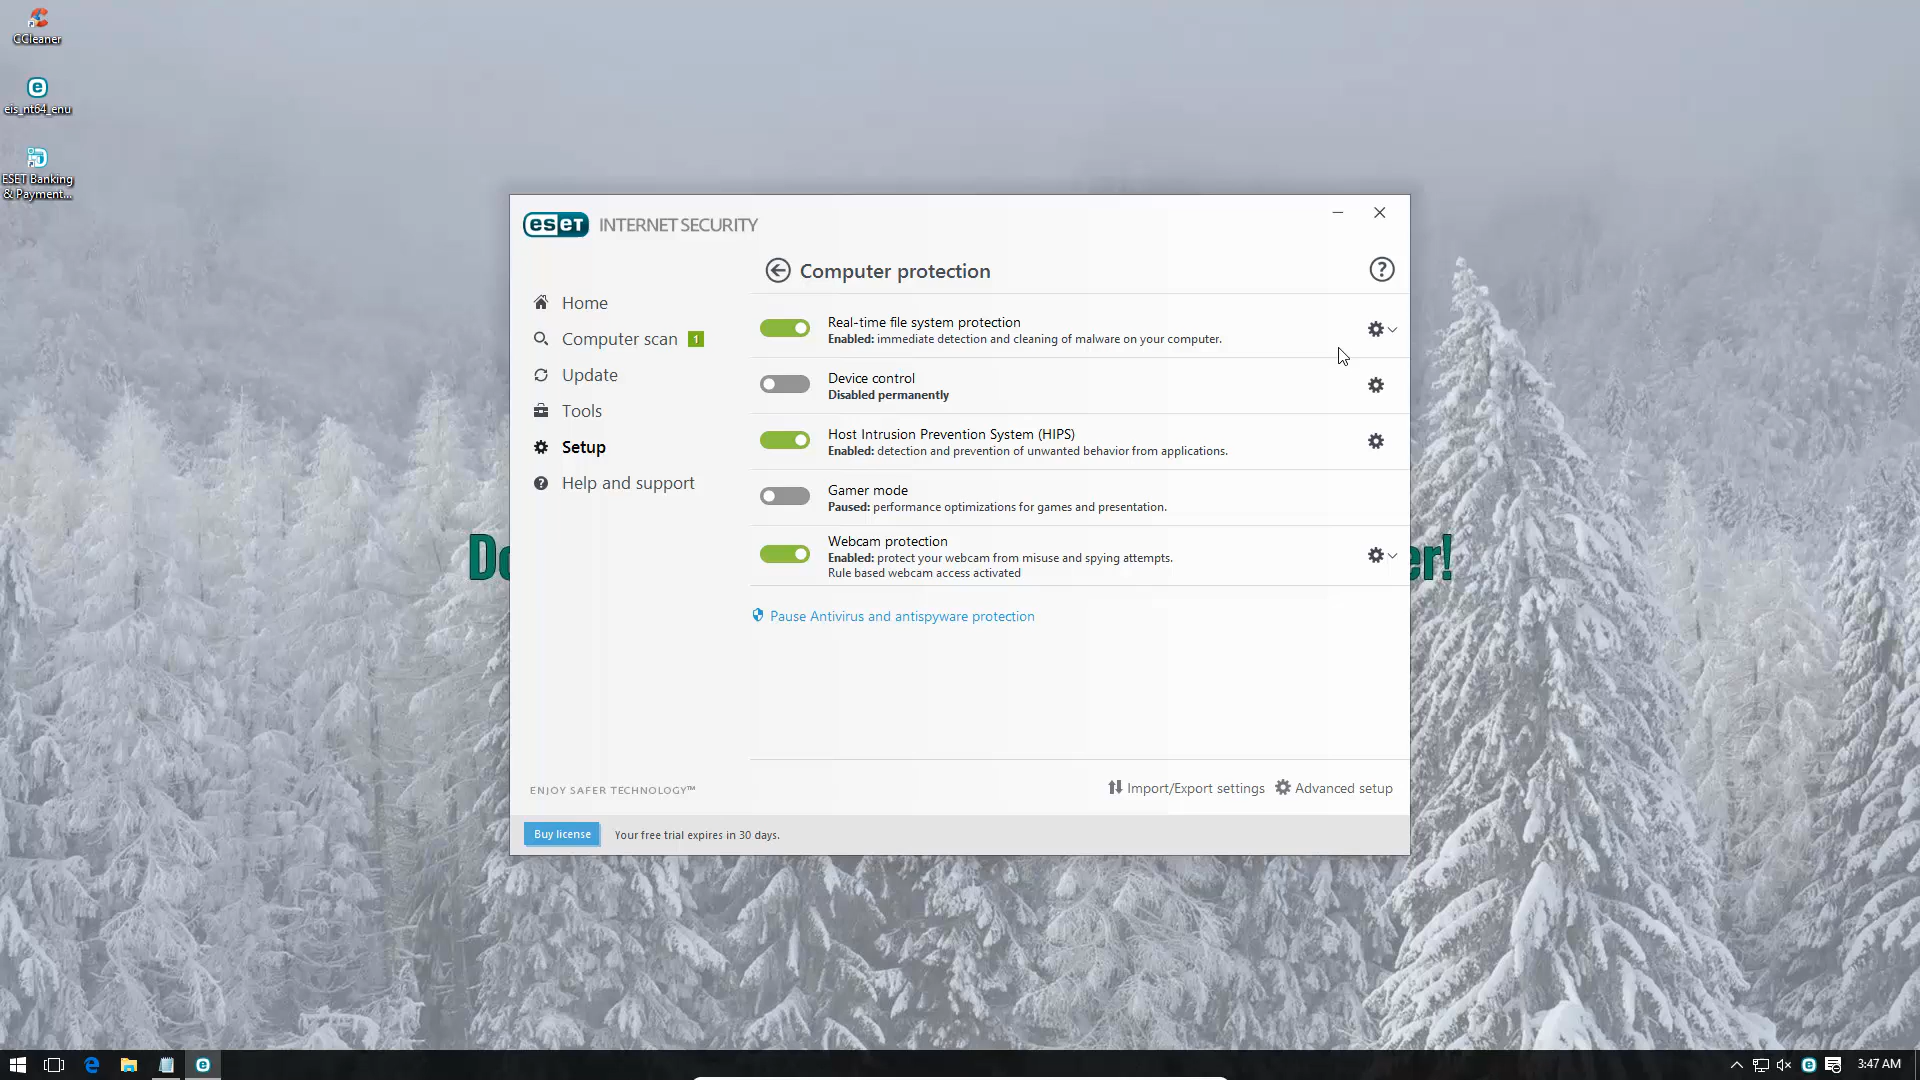 CCleaner
eis_nt64_enu
ESET Banking
& Payment...
eset INTERNET SECURITY
Computer protection
Home
Computer scan 1
Update
Tools
Setup
Help and support
Real-time file system protection
Enabled: immediate detection and cleaning of malware on your computer.
Device control
Disabled permanently
Host Intrusion Prevention System (HIPS)
Enabled: detection and prevention of unwanted behavior from applications.
Gamer mode
Paused: performance optimizations for games and presentation.
Webcam protection
Enabled: protect your webcam from misuse and spying attempts.
Rule based webcam access activated
Pause Antivirus and antispyware protection
ENJOY SAFER TECHNOLOGY™
Import/Export settings
Advanced setup
Buy license
Your free trial expires in 30 days.
3:47 AM